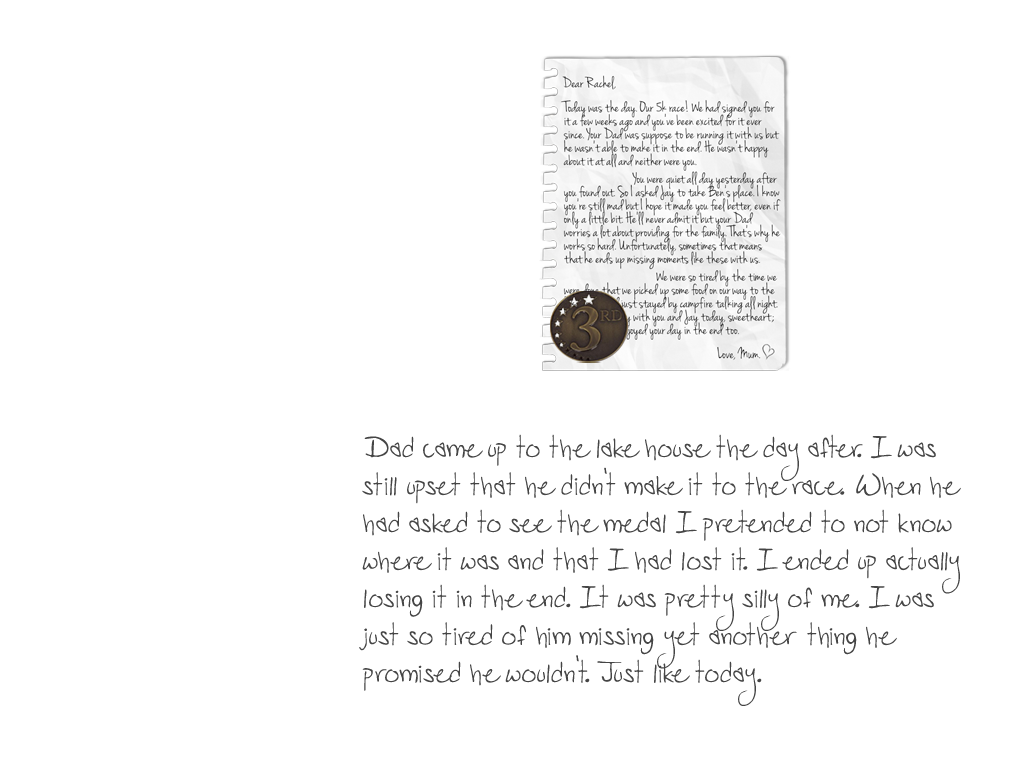 Dear Rachel,
Today was the day. Our 5k race! We had signed you for
it a few weeks ago and you've been excited for it ever
since. Your Dad was suppose to be running it with us but
he wasn't able to make it in the end. He wasn't happy
about it at all and neither were you.
You were quiet all day yesterday after
you found out. So I asked Jay to take Ben's place. I know
you're still mad but I hope it made you feel better, even if
only a little bit. He'll never admit it but your Dad
worries a lot about providing for the family. That's why he
works so hard. Unfortunately, sometimes that means
that he ends up missing moments like these with us.
We were so tired by the time we
were that we picked up some food on our way to the
just stayed by campfire talking all night.
with you and Jay today, sweetheart;
your day in the end too.
Love, Mum.
3RD
Dad came up to the lake house the day after. I was
still upset that he didn't make it to the race. When he
had asked to see the medal I pretended to not know
where it was and that I had lost it. I ended up actually
losing it in the end. It was pretty silly of me. I was
just so tired of him missing yet another thing he
promised he wouldn't. Just like today.